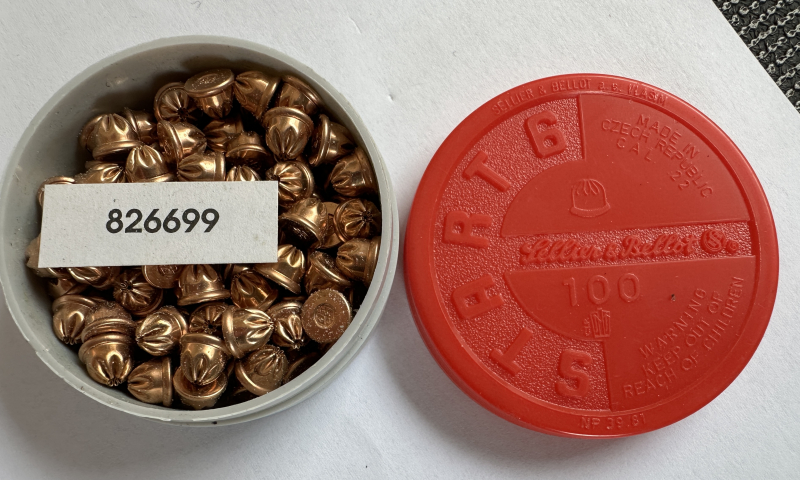 826699
SELLIER & BELLOT J.S. VLASIM
START 6
MADE IN
CZECH REPUBLIC
CAL 22
Sellier & Bellot
100
WARNING
KEEP OUT OF
REACH OF CHILDREN